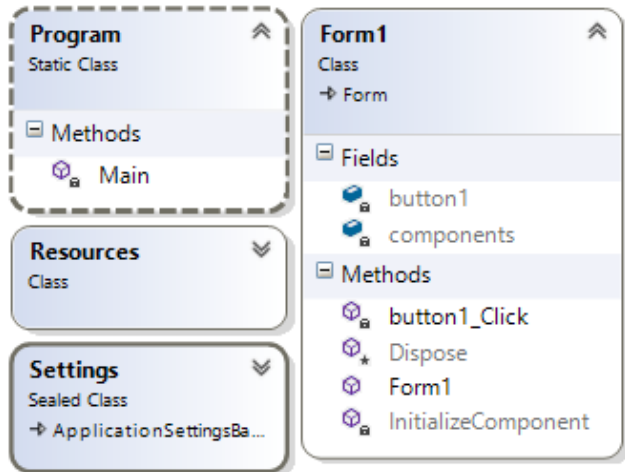 Program
Static Class
Methods
Main
Resources
Class
Settings
Sealed Class
ApplicationSettingsBa...
Form1
Class
Form
Fields
button1
components
Methods
button1_Click
Dispose
Form1
InitializeComponent